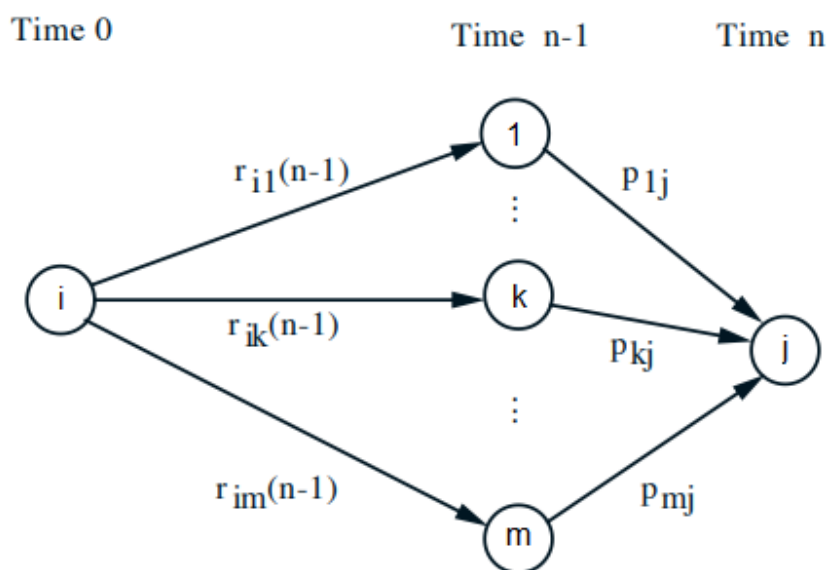 Time 0 Time n-1 Time n
1
r i1(n-1) p 1j
⋮
i k
r ik(n-1) p kj j
⋮
r im(n-1) p mj
m